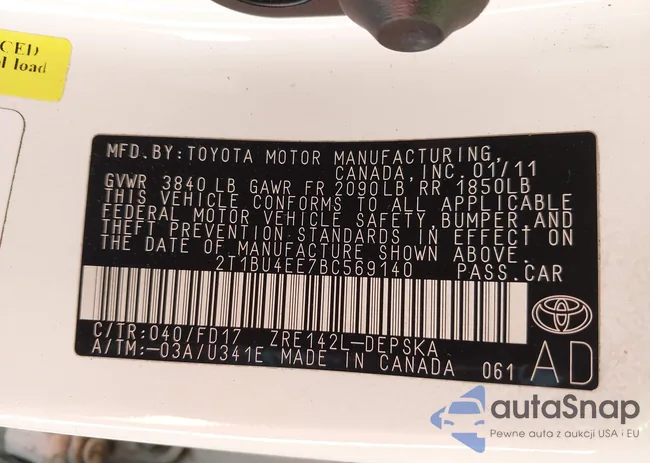 CED
l load
MFD.BY:TOYOTA MOTOR MANUFACTURING,
CANADA,INC.01/11
GVWR 3840 LB GAWR FR 2090LB RR 1850LB
THIS VEHICLE CONFORMS TO ALL APPLICABLE
FEDERAL MOTOR VEHICLE SAFETY, BUMPER,AND
THEFT PREVENTION STANDARDS IN EFFECT ON
THE DATE OF MANUFACTURE SHOWN ABOVE.
2T1BU4EE7BC569140 PASS.CAR
C/TR:040/FD17 ZRE142L-DEPSKA
A/TM:-03A/U341E MADE IN CANADA 061
AD
autaSnap
Pewne auta z aukcji USA i EU